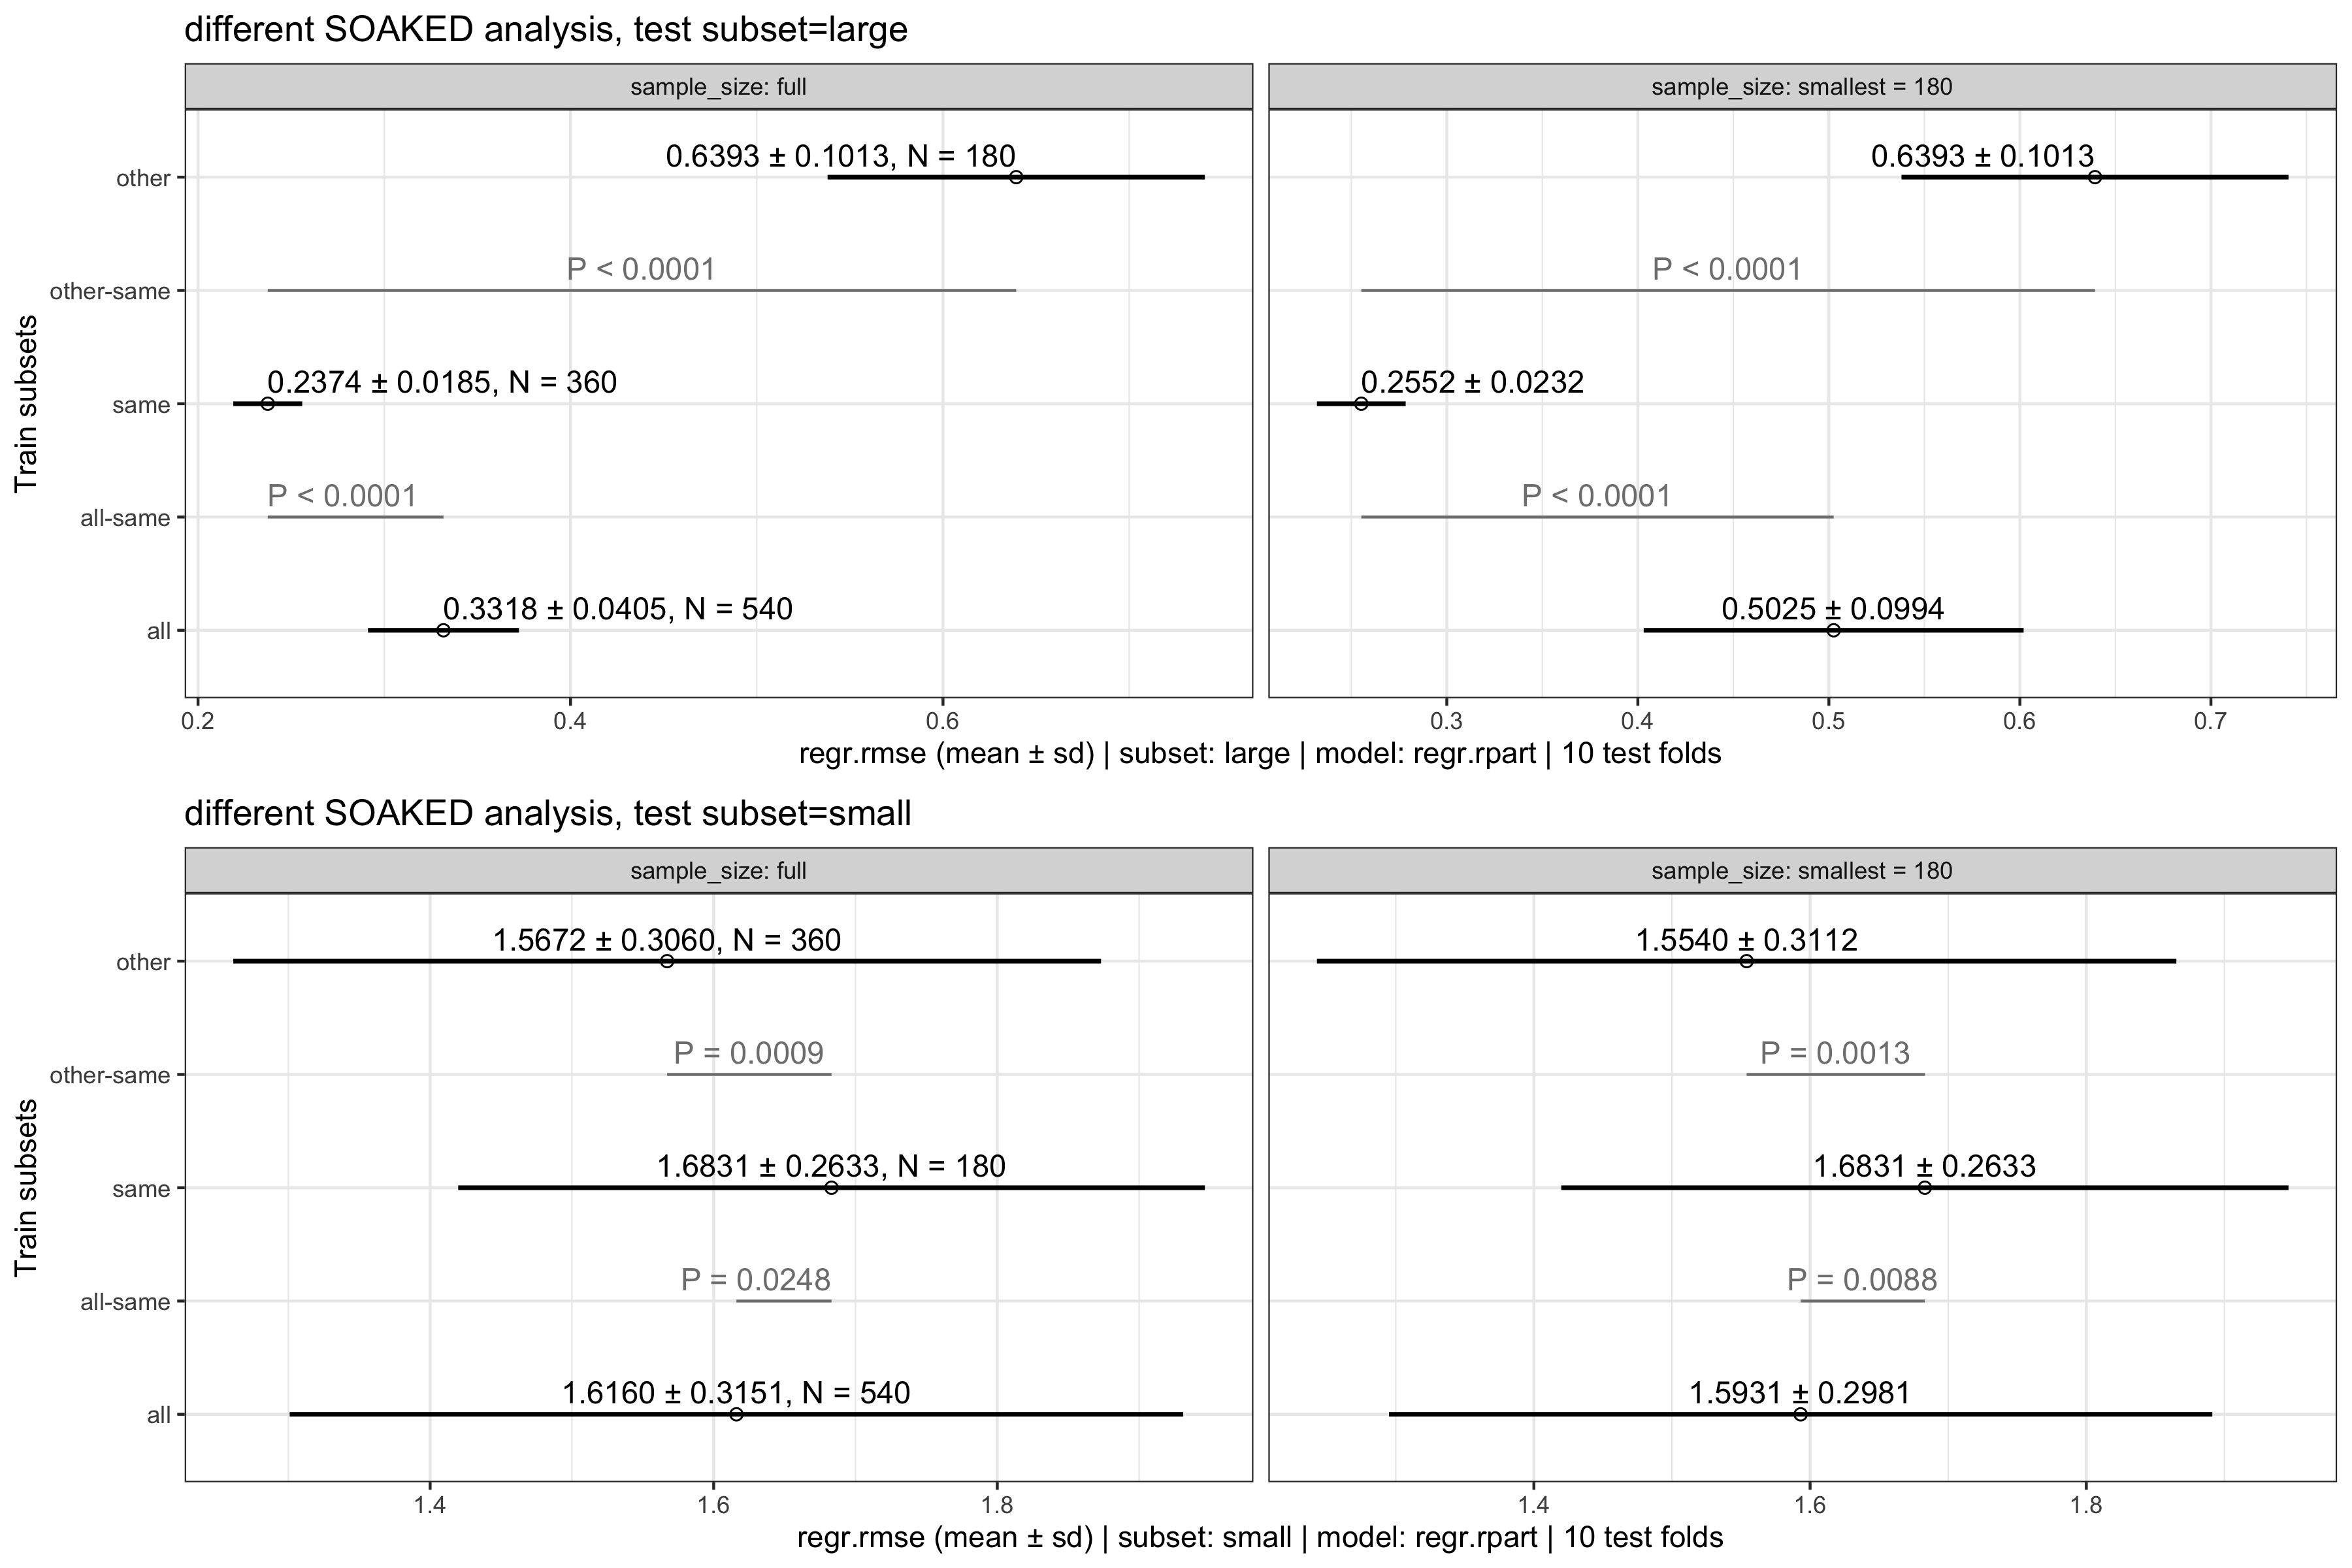 different SOAKED analysis, test subset=large
sample_size: full
sample_size: smallest = 180
Train subsets
other
other-same
same
all-same
all
0.6393 ± 0.1013, N = 180
P < 0.0001
0.2374 ± 0.0185, N = 360
P < 0.0001
0.3318 ± 0.0405, N = 540
0.6393 ± 0.1013
P < 0.0001
0.2552 ± 0.0232
P < 0.0001
0.5025 ± 0.0994
0.2 0.4 0.6
0.3 0.4 0.5 0.6 0.7
regr.rmse (mean ± sd) | subset: large | model: regr.rpart | 10 test folds
different SOAKED analysis, test subset=small
sample_size: full
sample_size: smallest = 180
Train subsets
other
other-same
same
all-same
all
1.5672 ± 0.3060, N = 360
P = 0.0009
1.6831 ± 0.2633, N = 180
P = 0.0248
1.6160 ± 0.3151, N = 540
1.5540 ± 0.3112
P = 0.0013
1.6831 ± 0.2633
P = 0.0088
1.5931 ± 0.2981
1.4 1.6 1.8
1.4 1.6 1.8
regr.rmse (mean ± sd) | subset: small | model: regr.rpart | 10 test folds